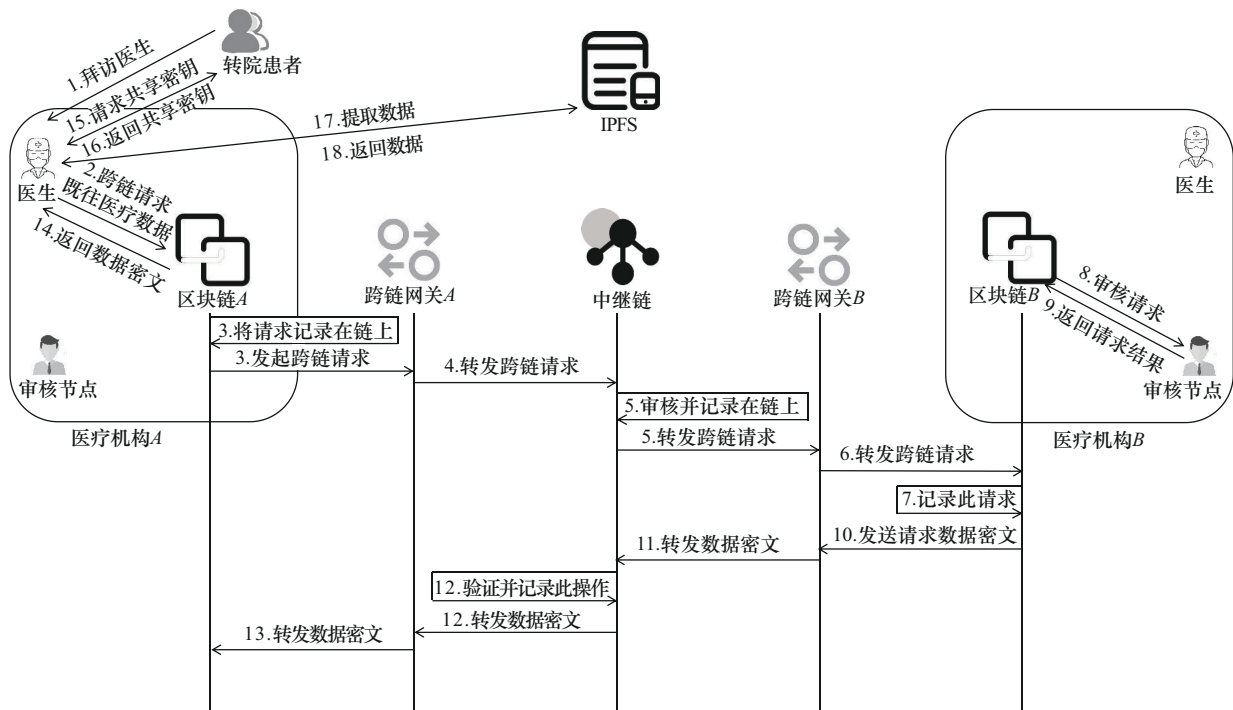 转院患者
1.拜访医生
15.请求共享密钥
16.返回共享密钥
17.提取数据
18.返回数据
IPFS
医生
医生
2.跨链请求
既往医疗数据
14.返回数据密文
区块链A
跨链网关A
中继链
跨链网关B
区块链B
8.审核请求
9.返回请求结果
3.将请求记录在链上
3.发起跨链请求
4.转发跨链请求
审核节点
审核节点
5.审核并记录在链上
医疗机构A
医疗机构B
5.转发跨链请求
6.转发跨链请求
7.记录此请求
10.发送请求数据密文
11.转发数据密文
12.验证并记录此操作
12.转发数据密文
13.转发数据密文